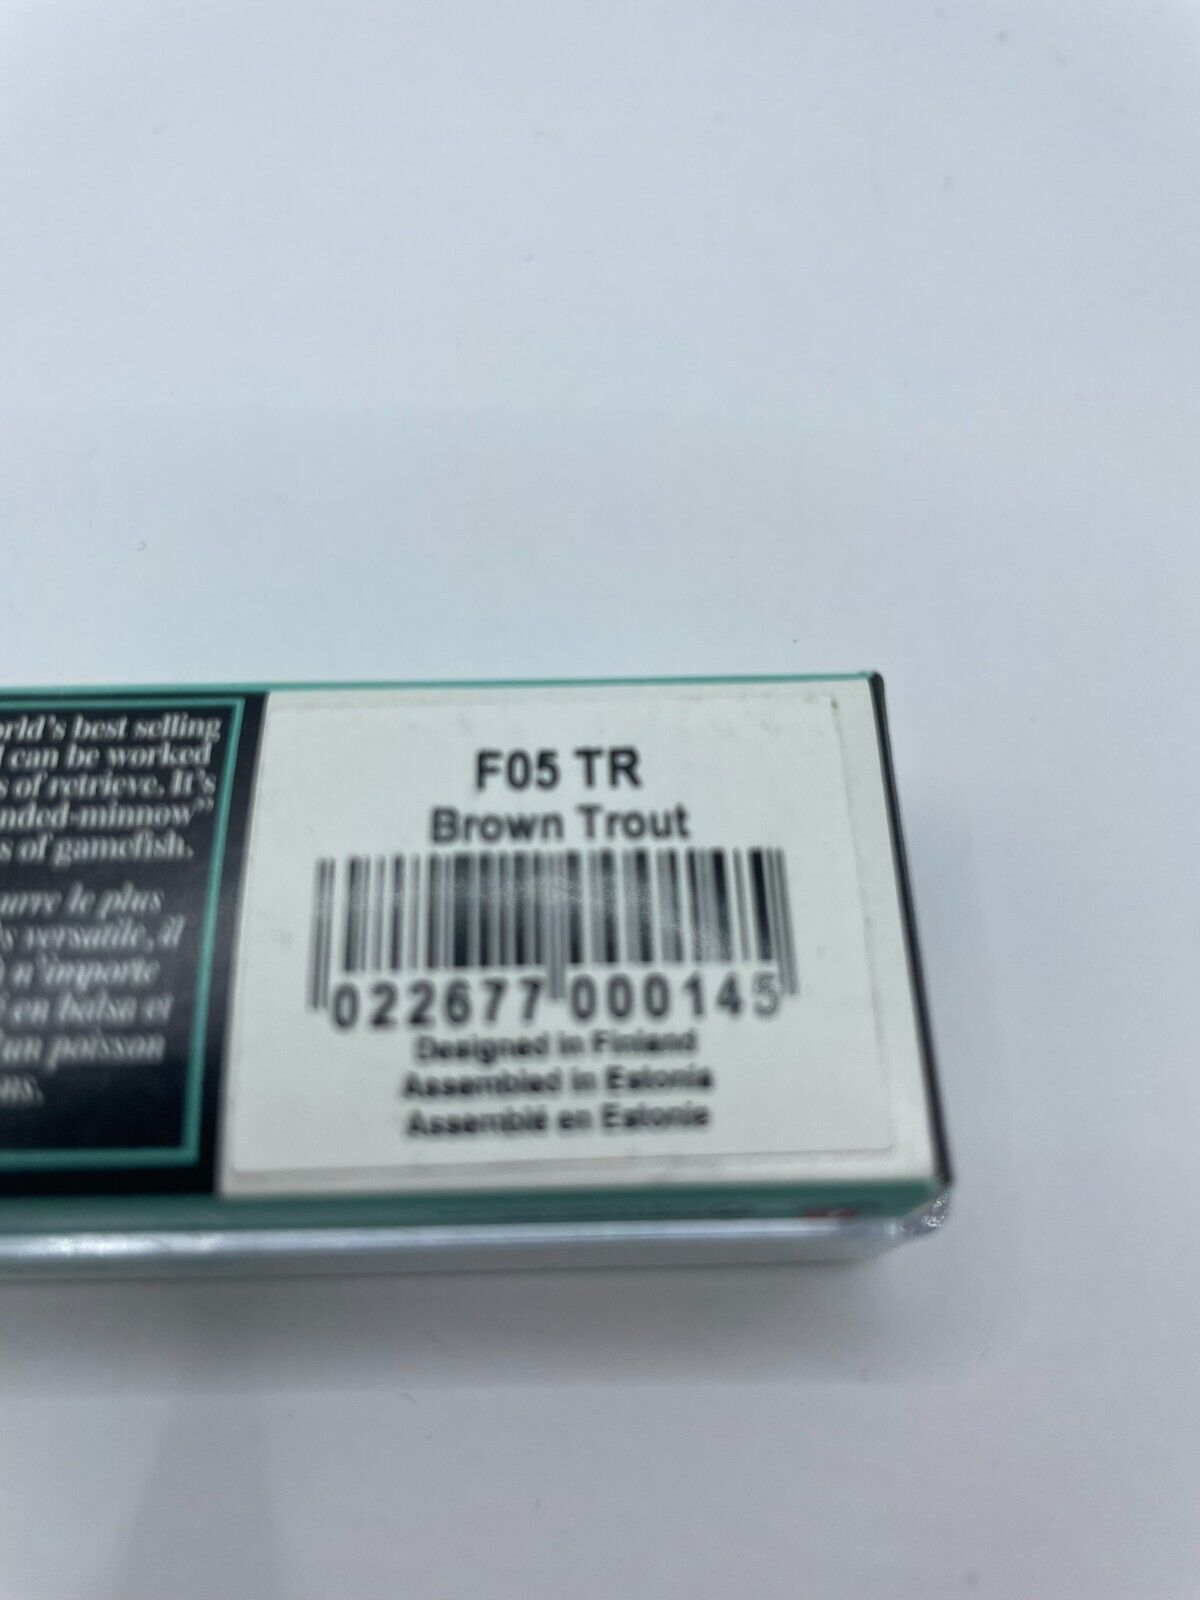 orld's best selling
can be worked
s of retrieve. It's
nded-minnow"
s of gamefish.
urre le plus
s versatile, il
n'importe
en balsa et
un poisson
ns.
F05 TR
Brown Trout
022677 000145
Designed in Finland
Assembled in Estonia
Assemblé en Estonie